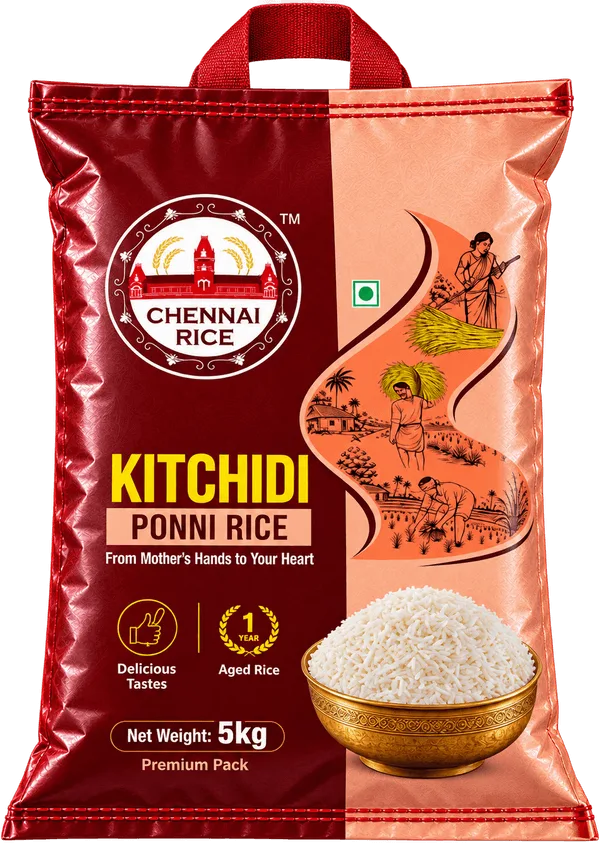 TM
CHENNAI
RICE
KITCHIDI
PONNI RICE
From Mother's Hands to Your Heart
1
YEAR
Delicious
Tastes
Aged Rice
Net Weight: 5kg
Premium Pack